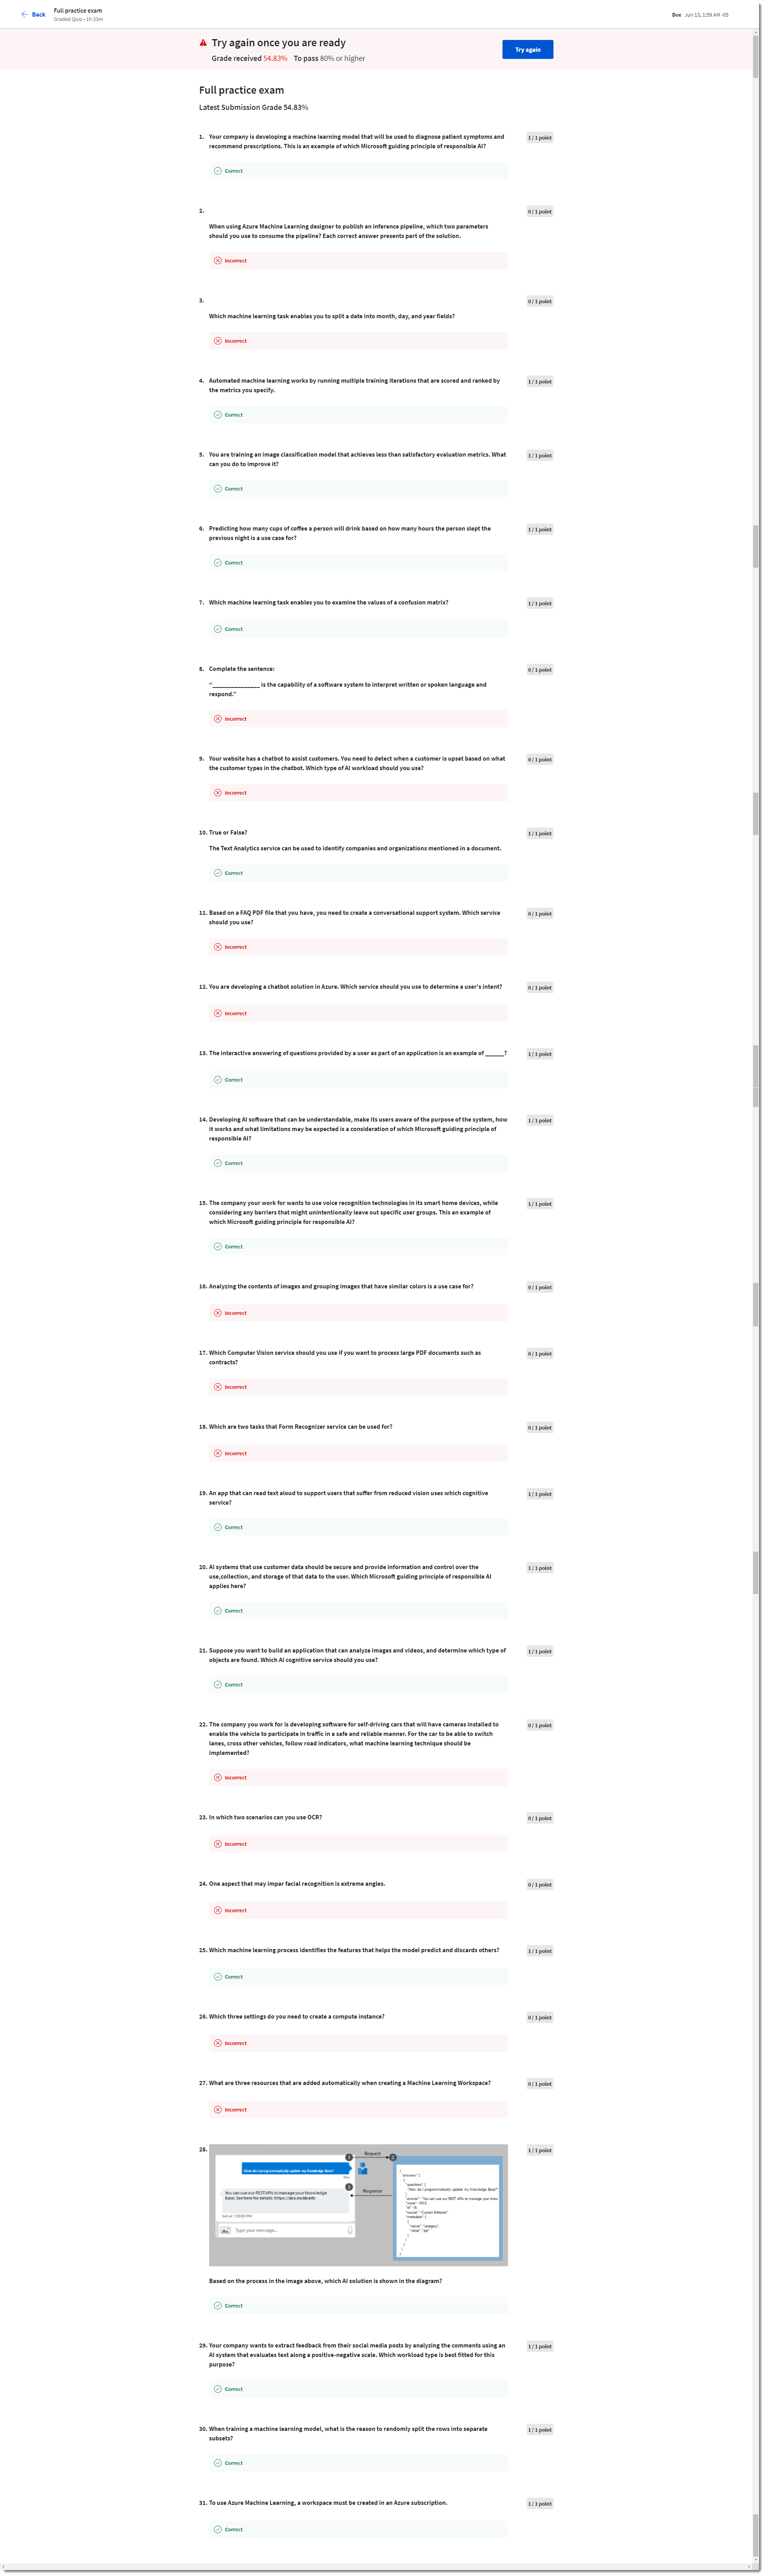 Back
Full practice exam
Graded Quiz • 1h 33m
Due Jun 13, 1:59 AM -05
Try again once you are ready
Grade received 54.83% To pass 80% or higher
Try again
Full practice exam
Latest Submission Grade 54.83%
1. Your company is developing a machine learning model that will be used to diagnose patient symptoms and
recommend prescriptions. This is an example of which Microsoft guiding principle of responsible AI?
1 / 1 point
Correct
2.
0 / 1 point
When using Azure Machine Learning designer to publish an inference pipeline, which two parameters
should you use to consume the pipeline? Each correct answer presents part of the solution.
Incorrect
3.
0 / 1 point
Which machine learning task enables you to split a date into month, day, and year fields?
Incorrect
4. Automated machine learning works by running multiple training iterations that are scored and ranked by
the metrics you specify.
1 / 1 point
Correct
5. You are training an image classification model that achieves less than satisfactory evaluation metrics. What
can you do to improve it?
1 / 1 point
Correct
6. Predicting how many cups of coffee a person will drink based on how many hours the person slept the
previous night is a use case for?
1 / 1 point
Correct
7. Which machine learning task enables you to examine the values of a confusion matrix?
1 / 1 point
Correct
8. Complete the sentence:
0 / 1 point
"_______________ is the capability of a software system to interpret written or spoken language and
respond."
Incorrect
9. Your website has a chatbot to assist customers. You need to detect when a customer is upset based on what
the customer types in the chatbot. Which type of AI workload should you use?
0 / 1 point
Incorrect
10. True or False?
1 / 1 point
The Text Analytics service can be used to identify companies and organizations mentioned in a document.
Correct
11. Based on a FAQ PDF file that you have, you need to create a conversational support system. Which service
should you use?
0 / 1 point
Incorrect
12. You are developing a chatbot solution in Azure. Which service should you use to determine a user's intent?
0 / 1 point
Incorrect
13. The interactive answering of questions provided by a user as part of an application is an example of ______?
1 / 1 point
Correct
14. Developing AI software that can be understandable, make its users aware of the purpose of the system, how
it works and what limitations may be expected is a consideration of which Microsoft guiding principle of
responsible AI?
1 / 1 point
Correct
15. The company your work for wants to use voice recognition technologies in its smart home devices, while
considering any barriers that might unintentionally leave out specific user groups. This an example of
which Microsoft guiding principle for responsible AI?
1 / 1 point
Correct
16. Analyzing the contents of images and grouping images that have similar colors is a use case for?
0 / 1 point
Incorrect
17. Which Computer Vision service should you use if you want to process large PDF documents such as
contracts?
0 / 1 point
Incorrect
18. Which are two tasks that Form Recognizer service can be used for?
0 / 1 point
Incorrect
19. An app that can read text aloud to support users that suffer from reduced vision uses which cognitive
service?
1 / 1 point
Correct
20. AI systems that use customer data should be secure and provide information and control over the
use,collection, and storage of that data to the user. Which Microsoft guiding principle of responsible AI
applies here?
1 / 1 point
Correct
21. Suppose you want to build an application that can analyze images and videos, and determine which type of
objects are found. Which AI cognitive service should you use?
1 / 1 point
Correct
22. The company you work for is developing software for self-driving cars that will have cameras installed to
enable the vehicle to participate in traffic in a safe and reliable manner. For the car to be able to switch
lanes, cross other vehicles, follow road indicators, what machine learning technique should be
implemented?
0 / 1 point
Incorrect
23. In which two scenarios can you use OCR?
0 / 1 point
Incorrect
24. One aspect that may impar facial recognition is extreme angles.
0 / 1 point
Incorrect
25. Which machine learning process identifies the features that helps the model predict and discards others?
1 / 1 point
Correct
26. Which three settings do you need to create a compute instance?
0 / 1 point
Incorrect
27. What are three resources that are added automatically when creating a Machine Learning Workspace?
0 / 1 point
Incorrect
28.
1 / 1 point
1 Request 2
How do I programmatically update my Knowledge Base?
You
3 Response
You can use our REST APIs to manage your Knowledge
Base. See here for details: https://aka.ms/
Type your message...
"answers": [
"questions": [
"How do I programmatically update my Knowledge Base?"
"answer": "You can use our REST APIs to manage your
"source": "Custom Editorial",
"metadata": [
"name": "category",
"value": "api"
Based on the process in the image above, which AI solution is shown in the diagram?
Correct
29. Your company wants to extract feedback from their social media posts by analyzing the comments using an
AI system that evaluates text along a positive-negative scale. Which workload type is best fitted for this
purpose?
1 / 1 point
Correct
30. When training a machine learning model, what is the reason to randomly split the rows into separate
subsets?
1 / 1 point
Correct
31. To use Azure Machine Learning, a workspace must be created in an Azure subscription.
1 / 1 point
Correct